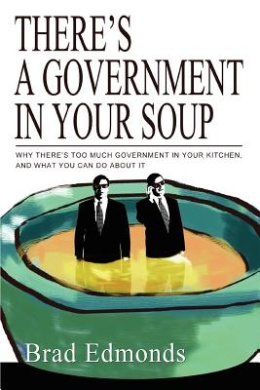 THERE'S
A GOVERNMENT
IN YOUR SOUP
WHY THERE'S TOO MUCH GOVERNMENT IN YOUR KITCHEN,
AND WHAT YOU CAN DO ABOUT IT
Brad Edmonds